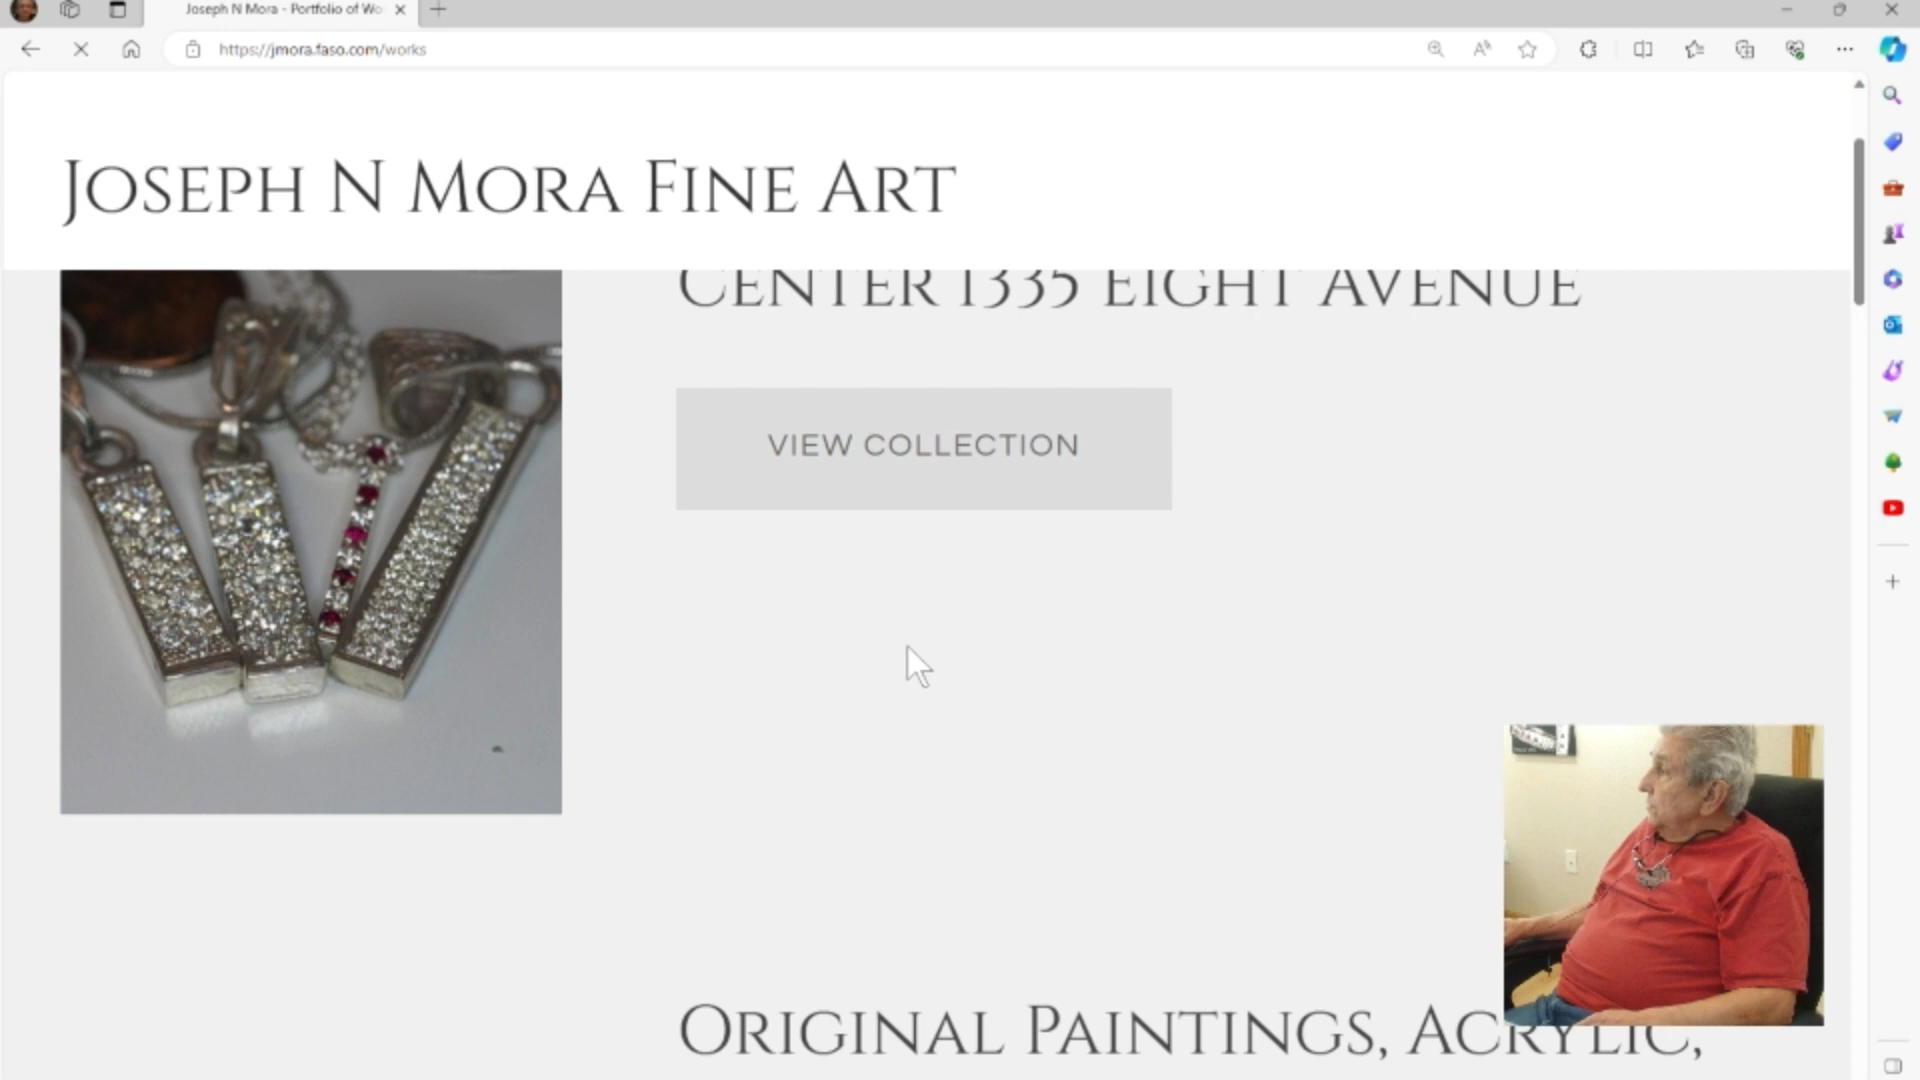 Joseph N Mora - Portfolio of Wo
https://jmora.faso.com/works
JOSEPH N MORA FINE ART
CENTER 1335 EIGHT AVENUE
VIEW COLLECTION
ORIGINAL PAINTINGS, ACRYLIC,